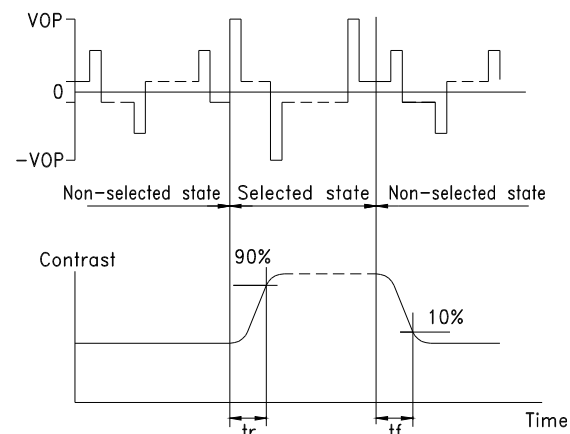 VOP
0
-VOP
Non-selected state Selected state Non-selected state
Contrast
90%
10%
tr tf Time